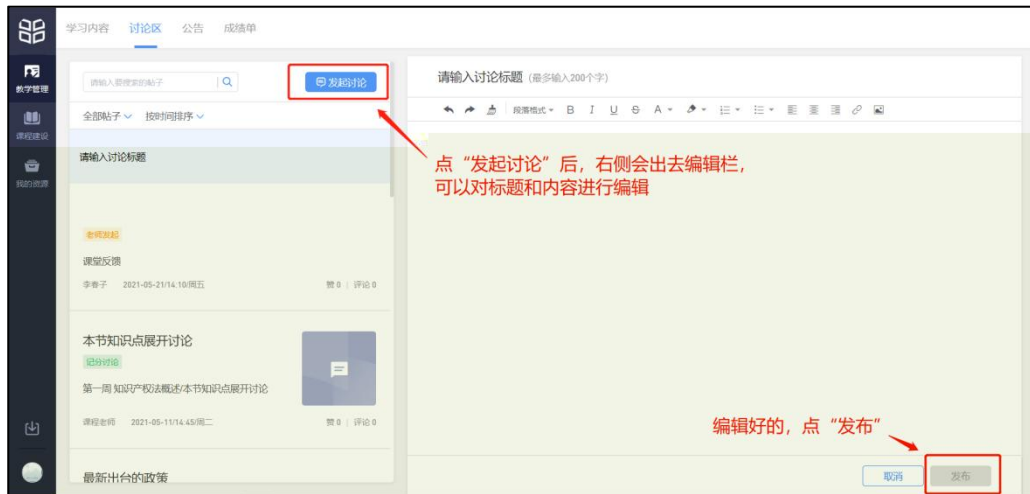 学习内容 讨论区 公告 成绩单
教学管理
课程建设
我的资源
请输入要搜索的帖子
发起讨论
全部帖子 按时间排序
请输入讨论标题
老师发起
课堂反馈
李春子 2021-05-21/14:10/周五 赞 0 | 评论 0
本节知识点展开讨论
记分讨论
第一周 知识产权法概述/本节知识点展开讨论
课程老师 2021-05-11/14:45/周二 赞 0 | 评论 0
最新出台的政策
请输入讨论标题 (最多输入200个字)
段落格式 B I U S A
点“发起讨论”后，右侧会出去编辑栏，
可以对标题和内容进行编辑
编辑好的，点“发布”
取消 发布